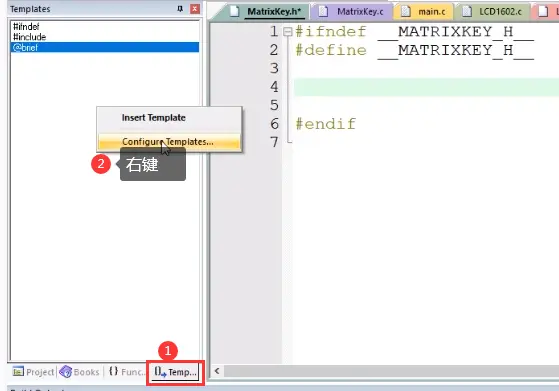 Templates
#ifndef
#include
@brief
Insert Template
Configure Templates...
2
右键
1
Project
Books
Func...
Temp...
MatrixKey.h*
MatrixKey.c
main.c
LCD1602.c
1 #ifndef __MATRIXKEY_H__
2 #define __MATRIXKEY_H__
3
4
5
6 #endif
7